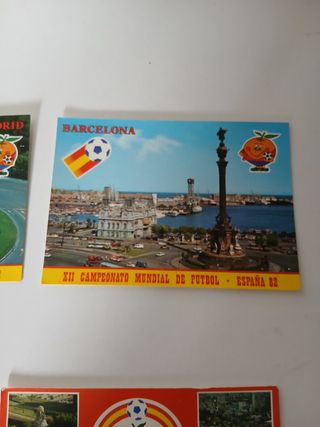 RID
BARCELONA
XII CAMPEONATO MUNDIAL DE FUTBOL - ESPAÑA 82